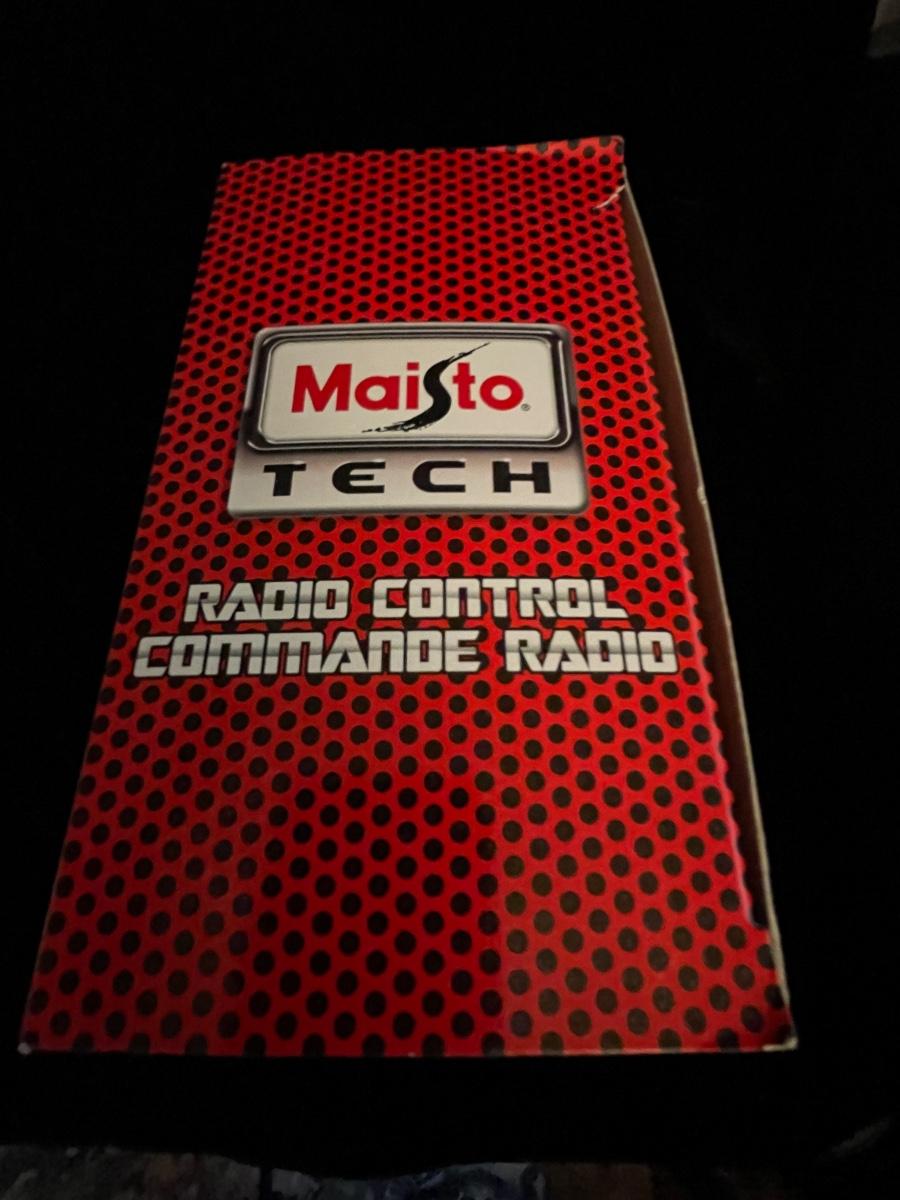 Maisto®
TECH
RADIO CONTROL
COMMANDE RADIO